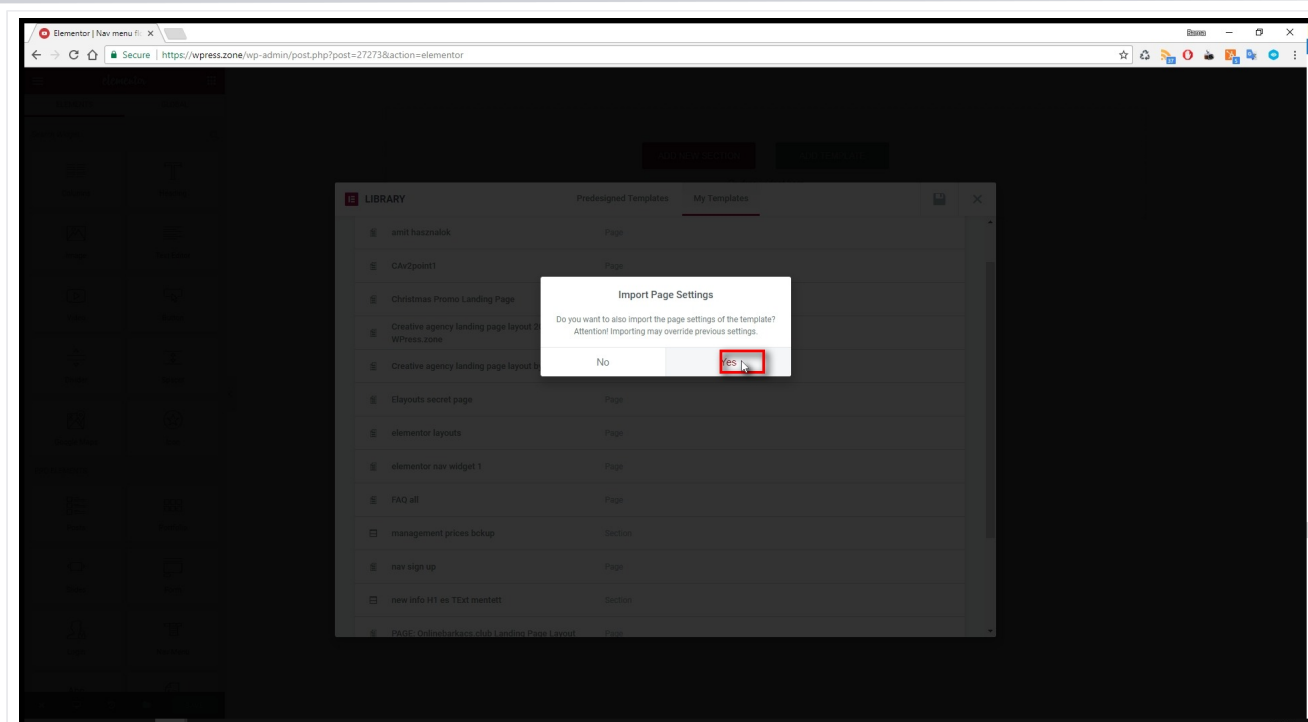 Elementor | Nav menu fi
Secure | https://wpress.zone/wp-admin/post.php?post=27273&action=elementor
ADD NEW SECTION
LIBRARY
Predesigned Templates
My Templates
amit hasznalok Page
CAv2point1 Page
Christmas Promo Landing Page
Creative agency landing page layout
WPress.zone
Creative agency landing page layout
Elayouts secret page Page
elementor layouts Page
elementor nav widget 1 Page
FAQ all Page
management prices bckup Section
nav sign up Page
new info H1 es TExt mentett Section
PAGE: Onlinebarkacs club Landing Page Layout Page
Import Page Settings
Do you want to also import the page settings of the template?
Attention! Importing may override previous settings.
No
Yes